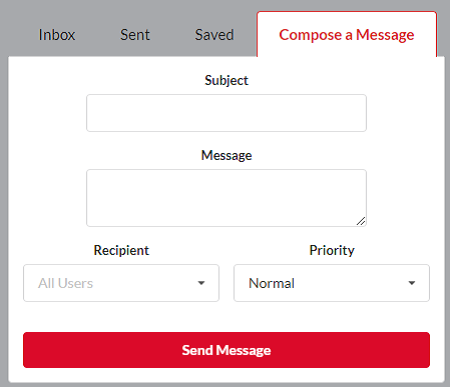 Inbox Sent Saved Compose a Message
Subject
Message
Recipient Priority
All Users Normal
Send Message